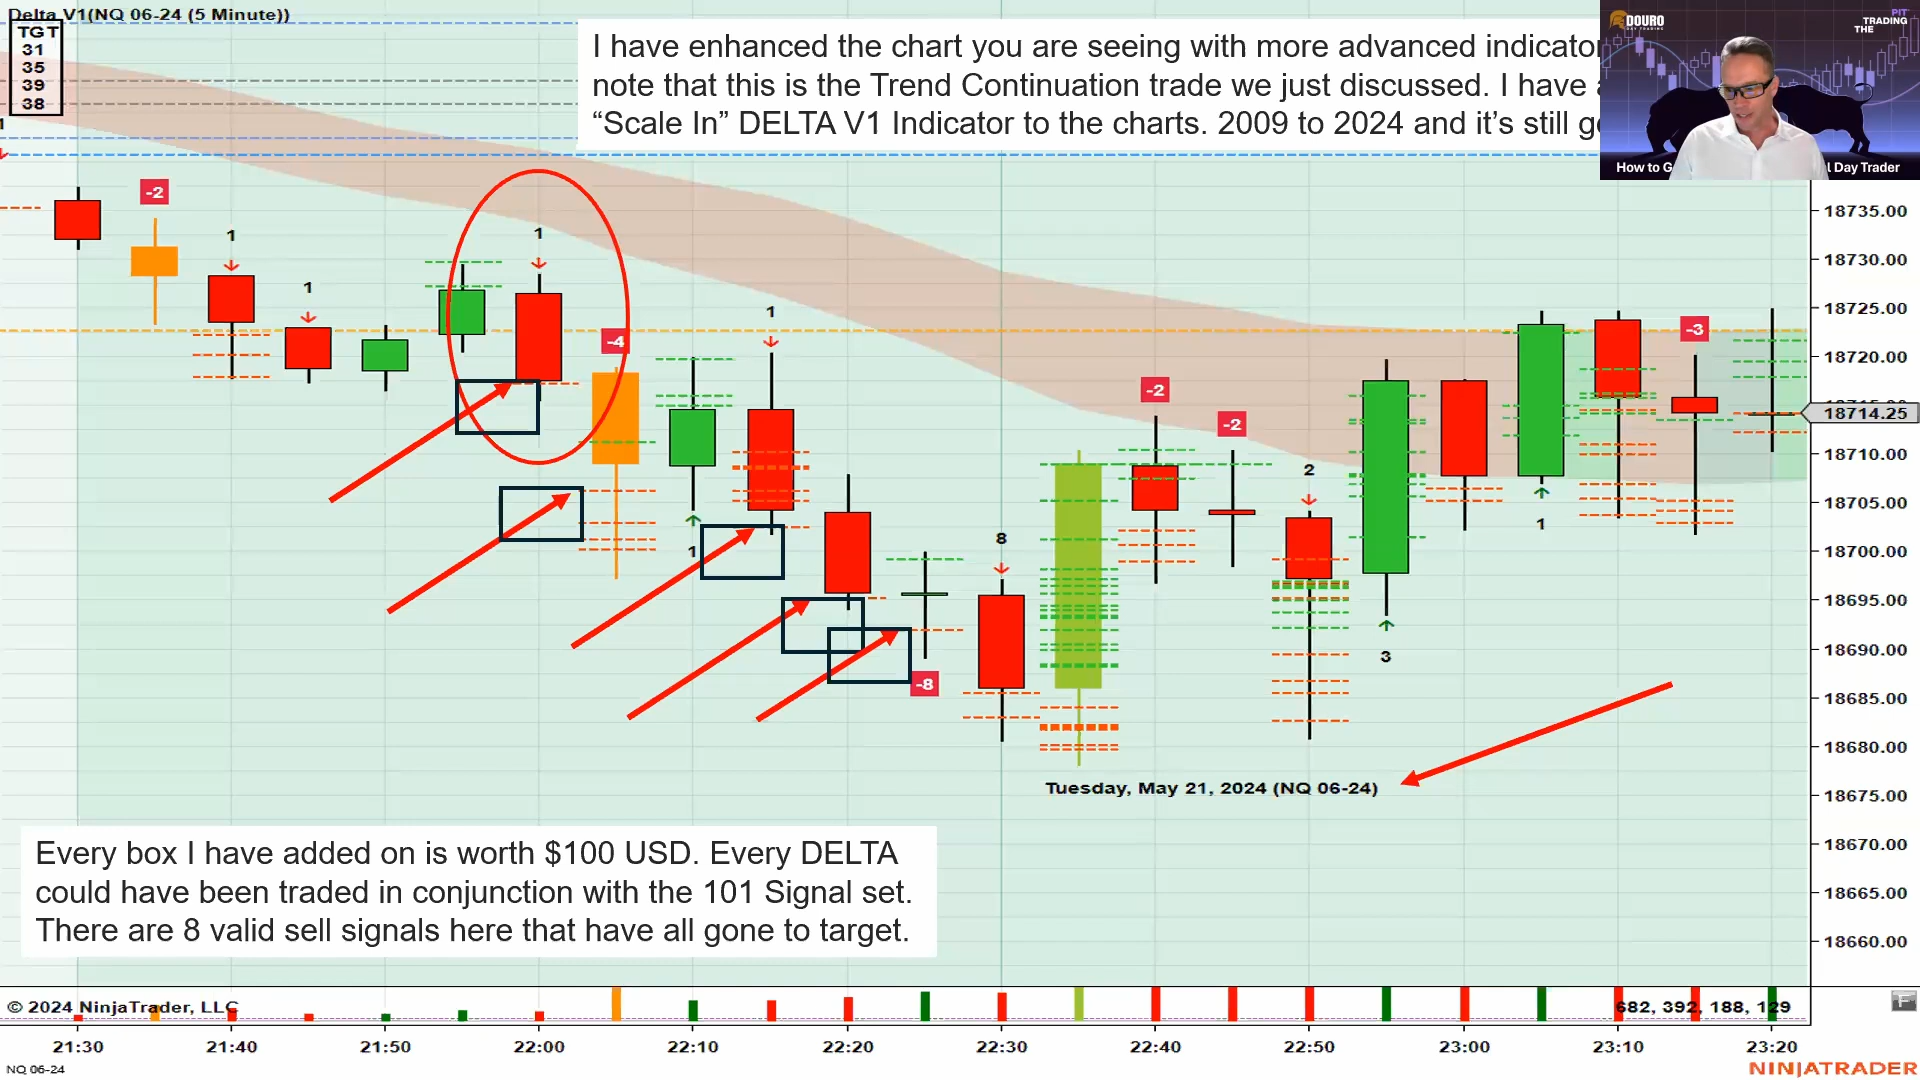 Delta V1(NQ 06-24 (5 Minute))
TGT
31
35
39
38
I have enhanced the chart you are seeing with more advanced
note that this is the Trend Continuation trade we just discussed. I have
“Scale In” DELTA V1 Indicator to the charts. 2009 to 2024 and it’s still
DOURO
DAY TRADING
THE
TRADING
PIT
How to
Day Trader
-2
1
1
1
-4
1
1
-8
8
-2
-2
2
3
1
-3
18735.00
18730.00
18725.00
18720.00
18714.25
18710.00
18705.00
18700.00
18695.00
18690.00
18685.00
18680.00
18675.00
18670.00
18665.00
18660.00
Tuesday, May 21, 2024 (NQ 06-24)
Every box I have added on is worth $100 USD. Every DELTA
could have been traded in conjunction with the 101 Signal set.
There are 8 valid sell signals here that have all gone to target.
© 2024 NinjaTrader, LLC
682, 392, 188, 129
F
21:30 21:40 21:50 22:00 22:10 22:20 22:30 22:40 22:50 23:00 23:10 23:20
NQ 06-24
NINJATRADER